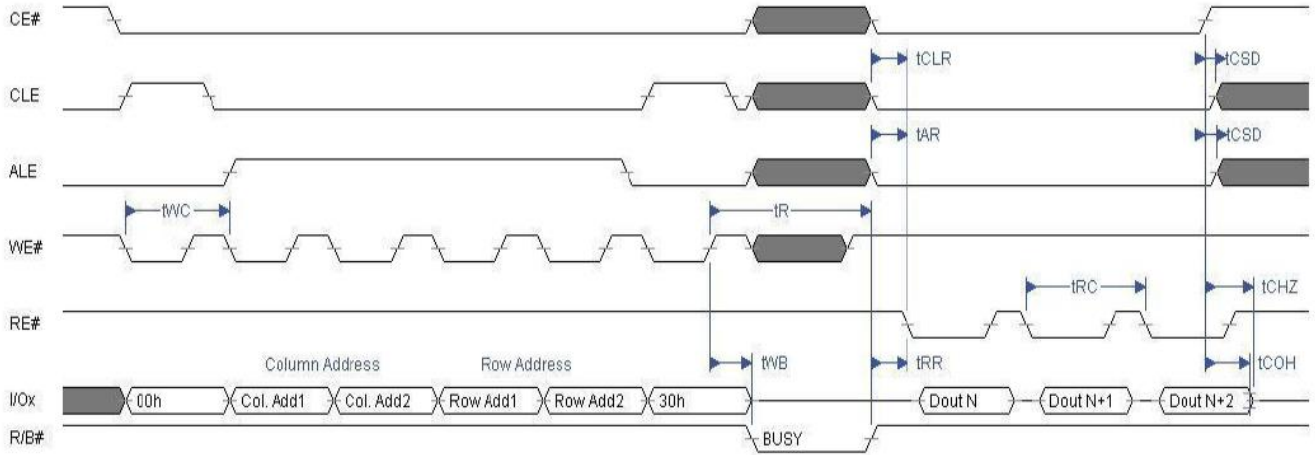 CE#
tCLR
tCSD
CLE
tAR
tCSD
ALE
tWC
tR
WE#
tRC
tCHZ
RE#
Column Address
Row Address
tWB
tRR
tCOH
I/Ox
00h
Col. Add1
Col. Add2
Row Add1
Row Add2
30h
Dout N
Dout N+1
Dout N+2
R/B#
BUSY